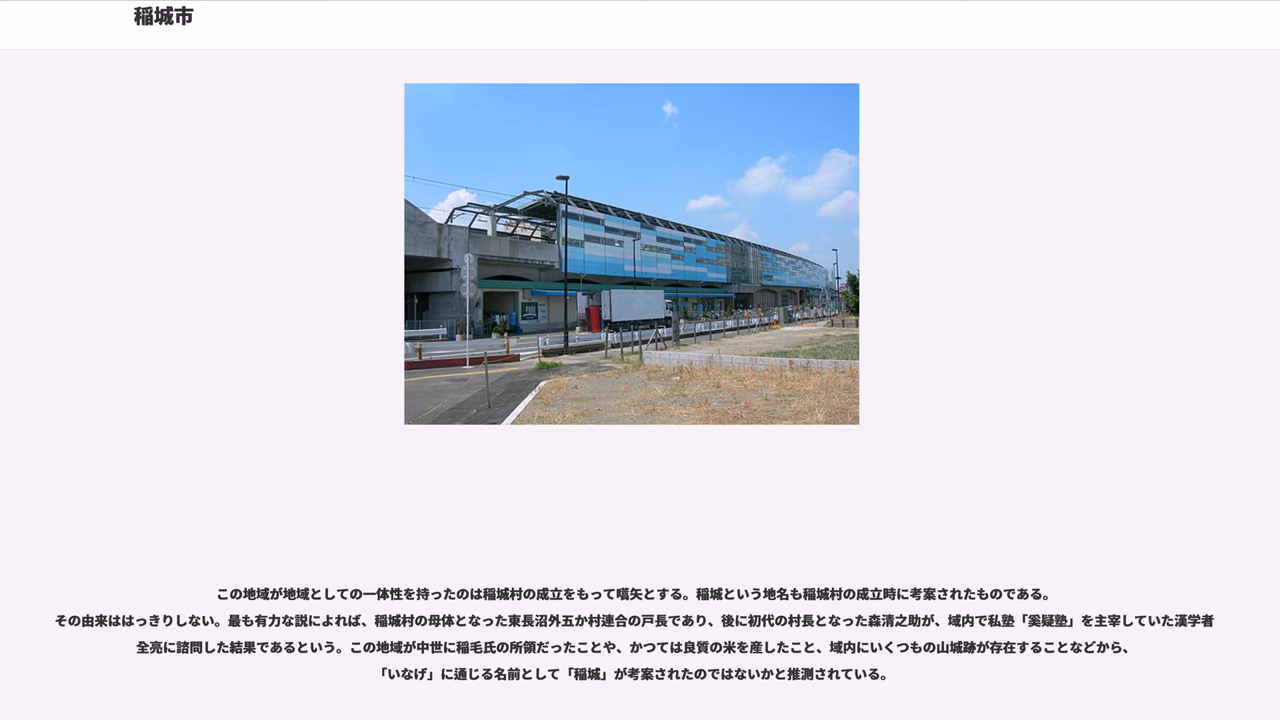 稲城市
この地域が地域としての一体性を持ったのは稲城村の成立をもって嚆矢とする。稲城という地名も稲城村の成立時に考案されたものである。
その由来ははっきりしない。最も有力な説によれば、稲城村の母体となった東長沼外五か村連合の戸長であり、後に初代の村長となった森清之助が、域内で私塾「奚疑塾」を主宰していた漢学者
全亮に諮問した結果であるという。この地域が中世に稲毛氏の所領だったことや、かつては良質の米を産したこと、域内にいくつもの山城跡が存在することなどから、
「いなげ」に通じる名前として「稲城」が考案されたのではないかと推測されている。